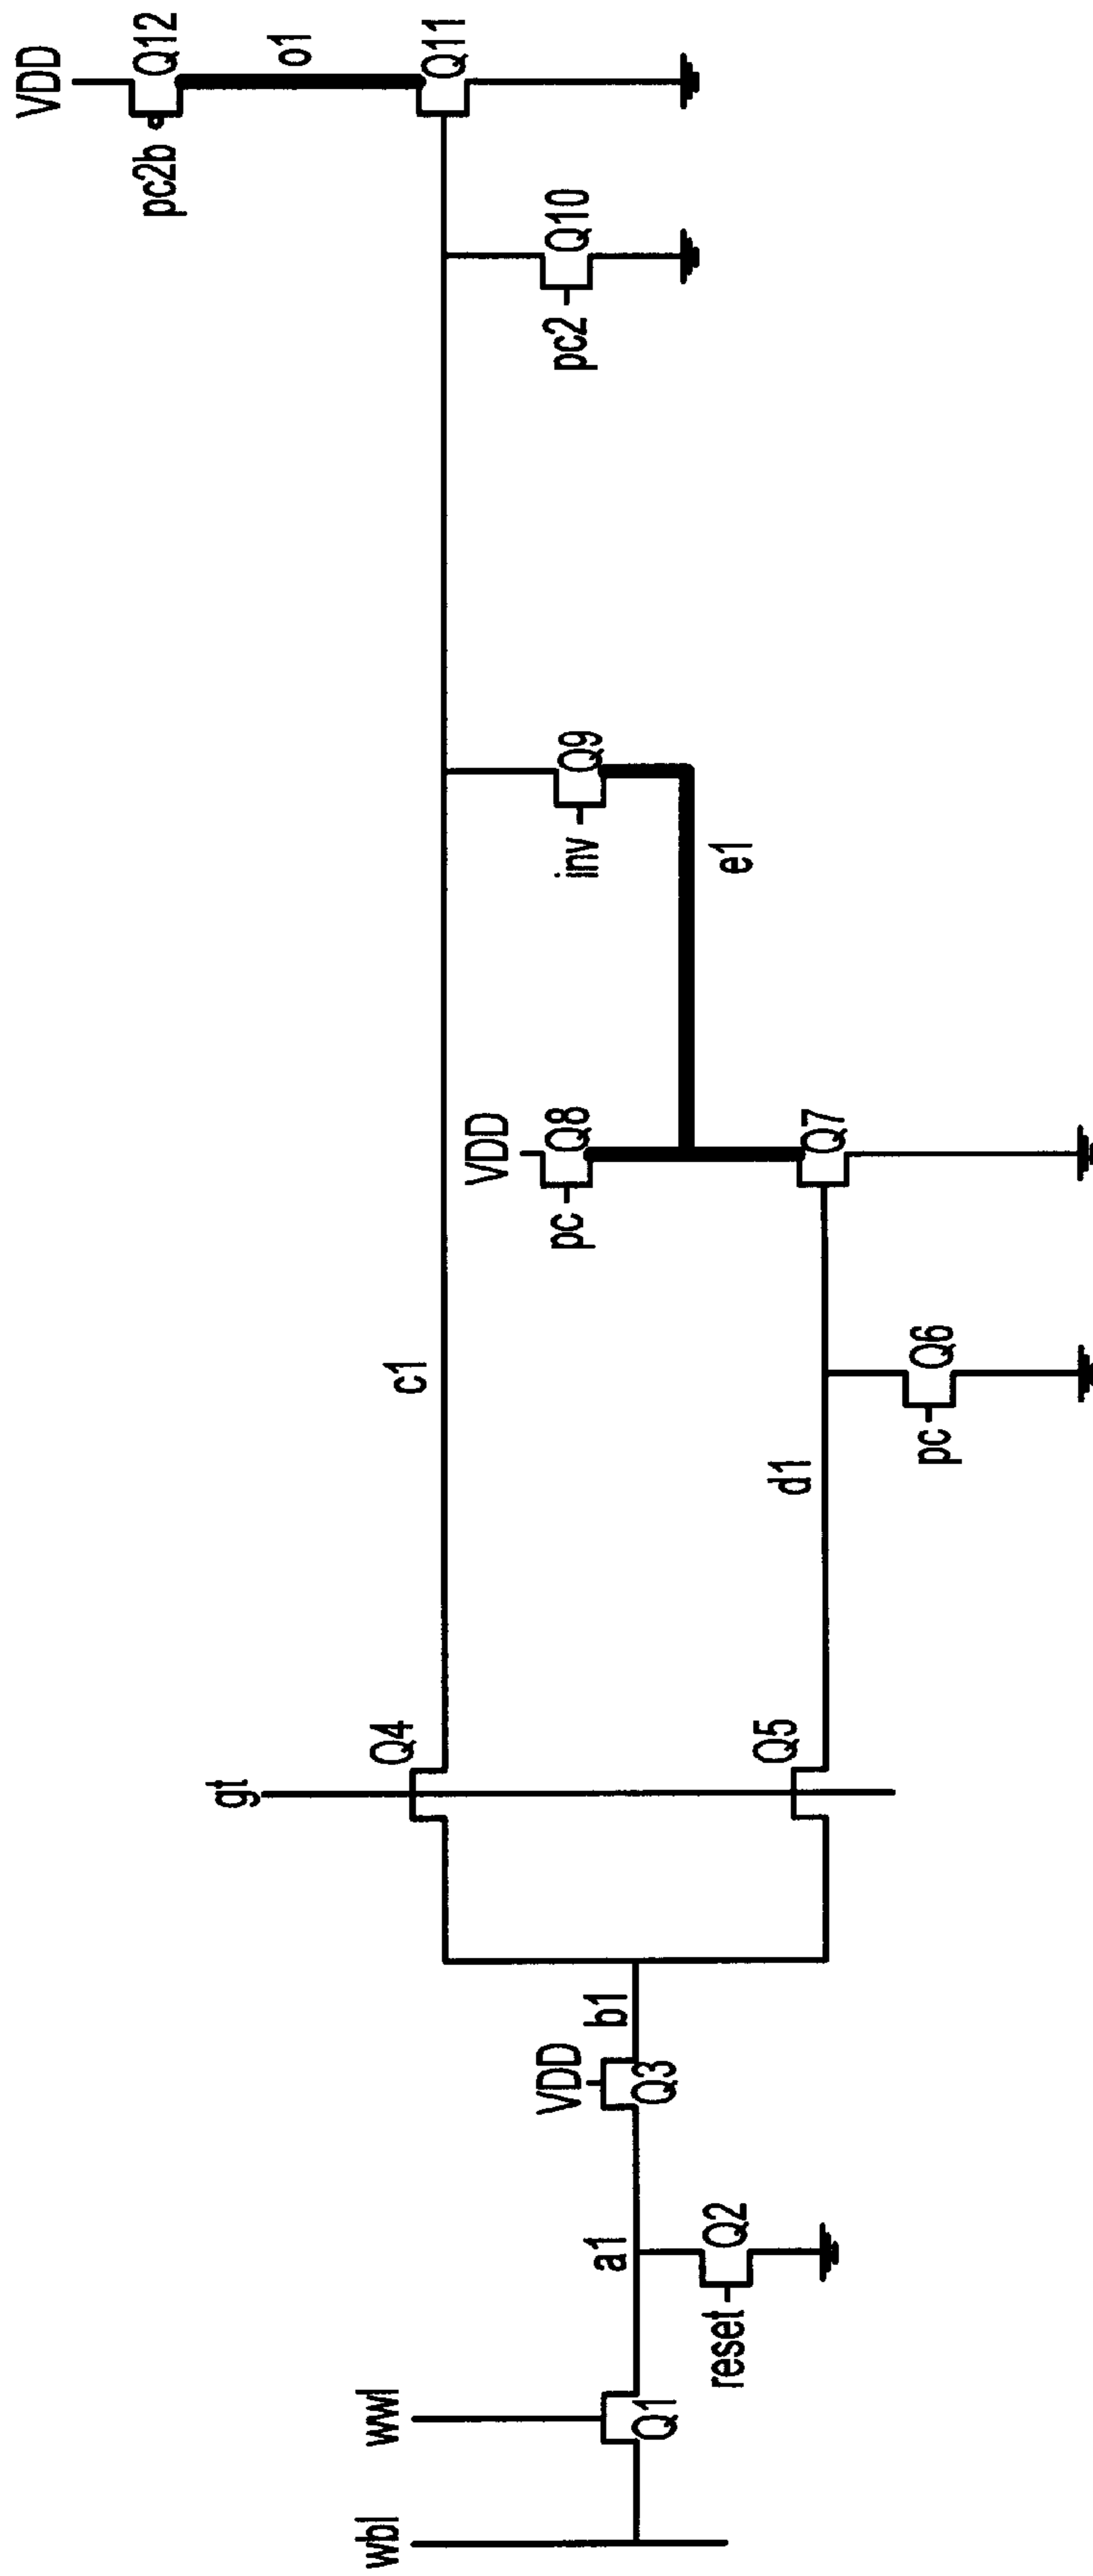 wbl
wwl
Q1
reset
Q2
a1
VDD
Q3
b1
gt
Q4
Q5
c1
d1
pc
Q6
VDD
pc
Q8
Q7
e1
inv
Q9
pc2
Q10
VDD
pc2b
Q12
o1
Q11